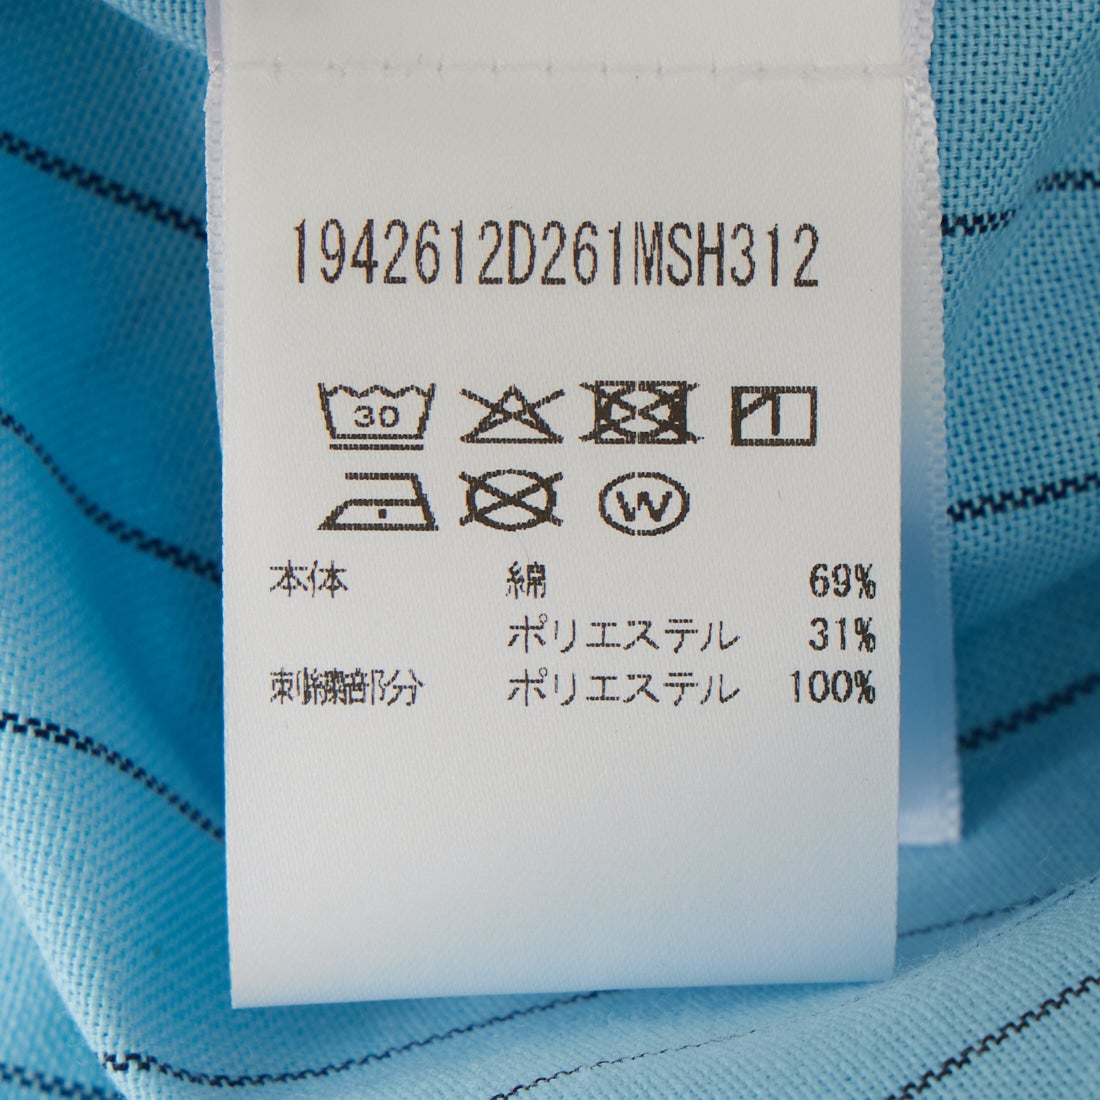 1942612D261MSH312
30
W
本体 綿 69%
ポリエステル 31%
刺繍部分 ポリエステル 100%